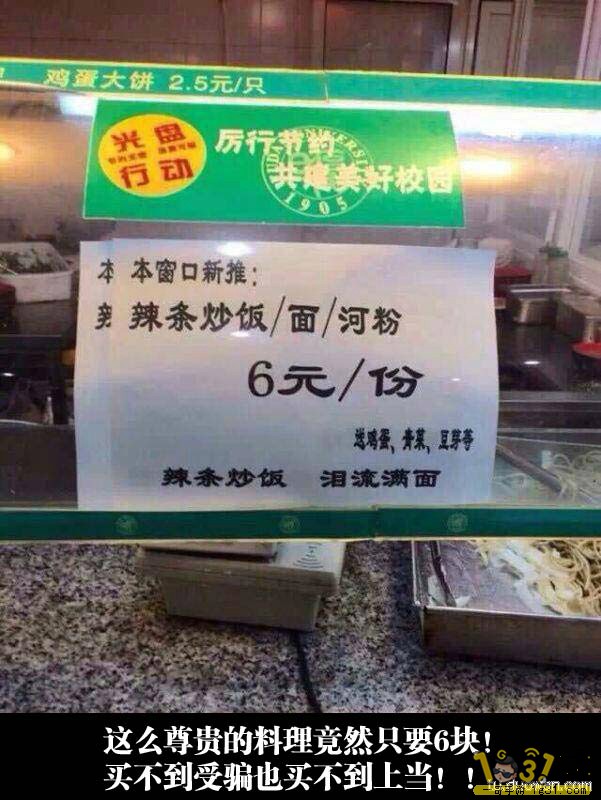 鸡蛋大饼 2.5元/只
光盘
行动
厉行节约
共建美好校园
1905
本 本窗口新推：
辣条炒饭/面/河粉
6元/份
送鸡蛋、青菜、豆芽等
辣条炒饭 泪流满面
这么尊贵的料理竟然只要6块！
买不到受骗也买不到上当！！